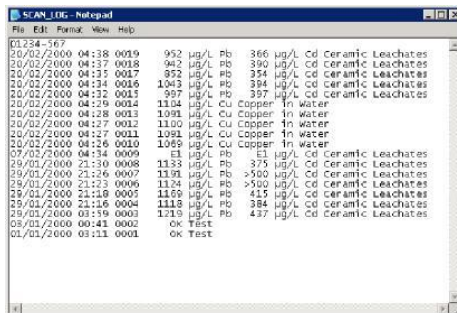 SCAN_LOG - Notepad
File Edit Format View Help
01234-567
20/02/2000 04:38 0019 952 µg/L Pb 366 µg/L Cd Ceramic Leachates
20/02/2000 04:37 0018 942 µg/L Pb 390 µg/L Cd Ceramic Leachates
20/02/2000 04:35 0017 852 µg/L Pb 354 µg/L Cd Ceramic Leachates
20/02/2000 04:34 0016 1043 µg/L Pb 394 µg/L Cd Ceramic Leachates
20/02/2000 04:32 0015 997 µg/L Pb 397 µg/L Cd Ceramic Leachates
20/02/2000 04:29 0014 1104 µg/L Cu Copper in Water
20/02/2000 04:28 0013 1091 µg/L Cu Copper in Water
20/02/2000 04:27 0012 1100 µg/L Cu Copper in Water
20/02/2000 04:27 0011 1091 µg/L Cu Copper in Water
20/02/2000 04:26 0010 1069 µg/L Cu Copper in Water
07/02/2000 04:34 0009 E1 µg/L Pb E1 µg/L Cd Ceramic Leachates
29/01/2000 21:30 0008 1133 µg/L Pb 375 µg/L Cd Ceramic Leachates
29/01/2000 21:26 0007 1191 µg/L Pb >500 µg/L Cd Ceramic Leachates
29/01/2000 21:23 0006 1124 µg/L Pb >500 µg/L Cd Ceramic Leachates
29/01/2000 21:18 0005 1169 µg/L Pb 415 µg/L Cd Ceramic Leachates
29/01/2000 21:16 0004 1118 µg/L Pb 384 µg/L Cd Ceramic Leachates
29/01/2000 03:59 0003 1219 µg/L Pb 437 µg/L Cd Ceramic Leachates
03/01/2000 00:41 0002 OK Test
01/01/2000 03:11 0001 OK Test